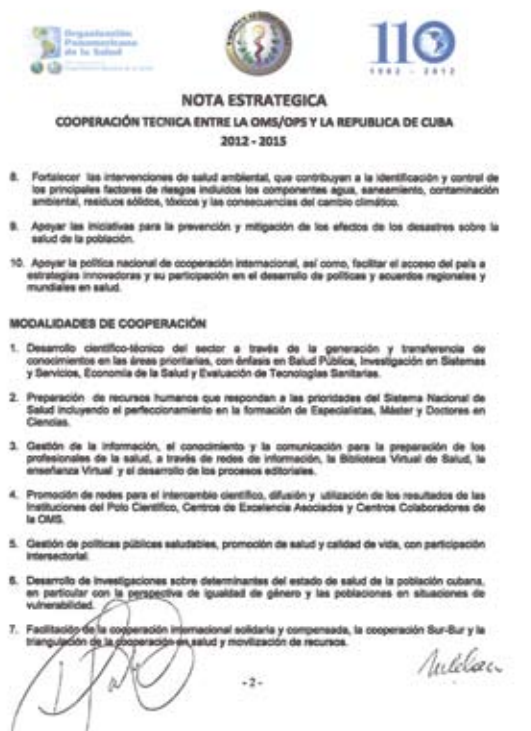 Organización
Panamericana
de la Salud
110
1902 - 2012
NOTA ESTRATEGICA
COOPERACIÓN TECNICA ENTRE LA OMS/OPS Y LA REPUBLICA DE CUBA
2012 - 2015
8. Fortalecer las intervenciones de salud ambiental, que contribuyan a la identificación y control de
los principales factores de riesgos incluidos los componentes agua, saneamiento, contaminación
ambiental, residuos sólidos, tóxicos y las consecuencias del cambio climático.
9. Apoyar las iniciativas para la prevención y mitigación de los efectos de los desastres sobre la
salud de la población.
10. Apoyar la política nacional de cooperación internacional, así como, facilitar el acceso del país a
estrategias innovadoras y su participación en el desarrollo de políticas y acuerdos regionales y
mundiales en salud.
MODALIDADES DE COOPERACIÓN
1. Desarrollo científico-técnico del sector a través de la generación y transferencia de
conocimientos en las áreas prioritarias, con énfasis en Salud Pública, Investigación en Sistemas
y Servicios, Economía de la Salud y Evaluación de Tecnologías Sanitarias.
2. Preparación de recursos humanos que respondan a las prioridades del Sistema Nacional de
Salud incluyendo el perfeccionamiento en la formación de Especialistas, Máster y Doctores en
Ciencias.
3. Gestión de la información, el conocimiento y la comunicación para la preparación de los
profesionales de la salud, a través de redes de información, la Biblioteca Virtual de Salud, la
enseñanza Virtual y el desarrollo de los procesos editoriales.
4. Promoción de redes para el intercambio científico, difusión y utilización de los resultados de las
Instituciones del Polo Científico, Centros de Excelencia Asociados y Centros Colaboradores de
la OMS.
5. Gestión de políticas públicas saludables, promoción de salud y calidad de vida, con participación
intersectorial.
6. Desarrollo de investigaciones sobre determinantes del estado de salud de la población cubana,
en particular con la perspectiva de igualdad de género y las poblaciones en situaciones de
vulnerabilidad.
7. Facilitación de la cooperación internacional solidaria y compensada, la cooperación Sur-Sur y la
triangulación de la cooperación en salud y movilización de recursos.
- 2 -